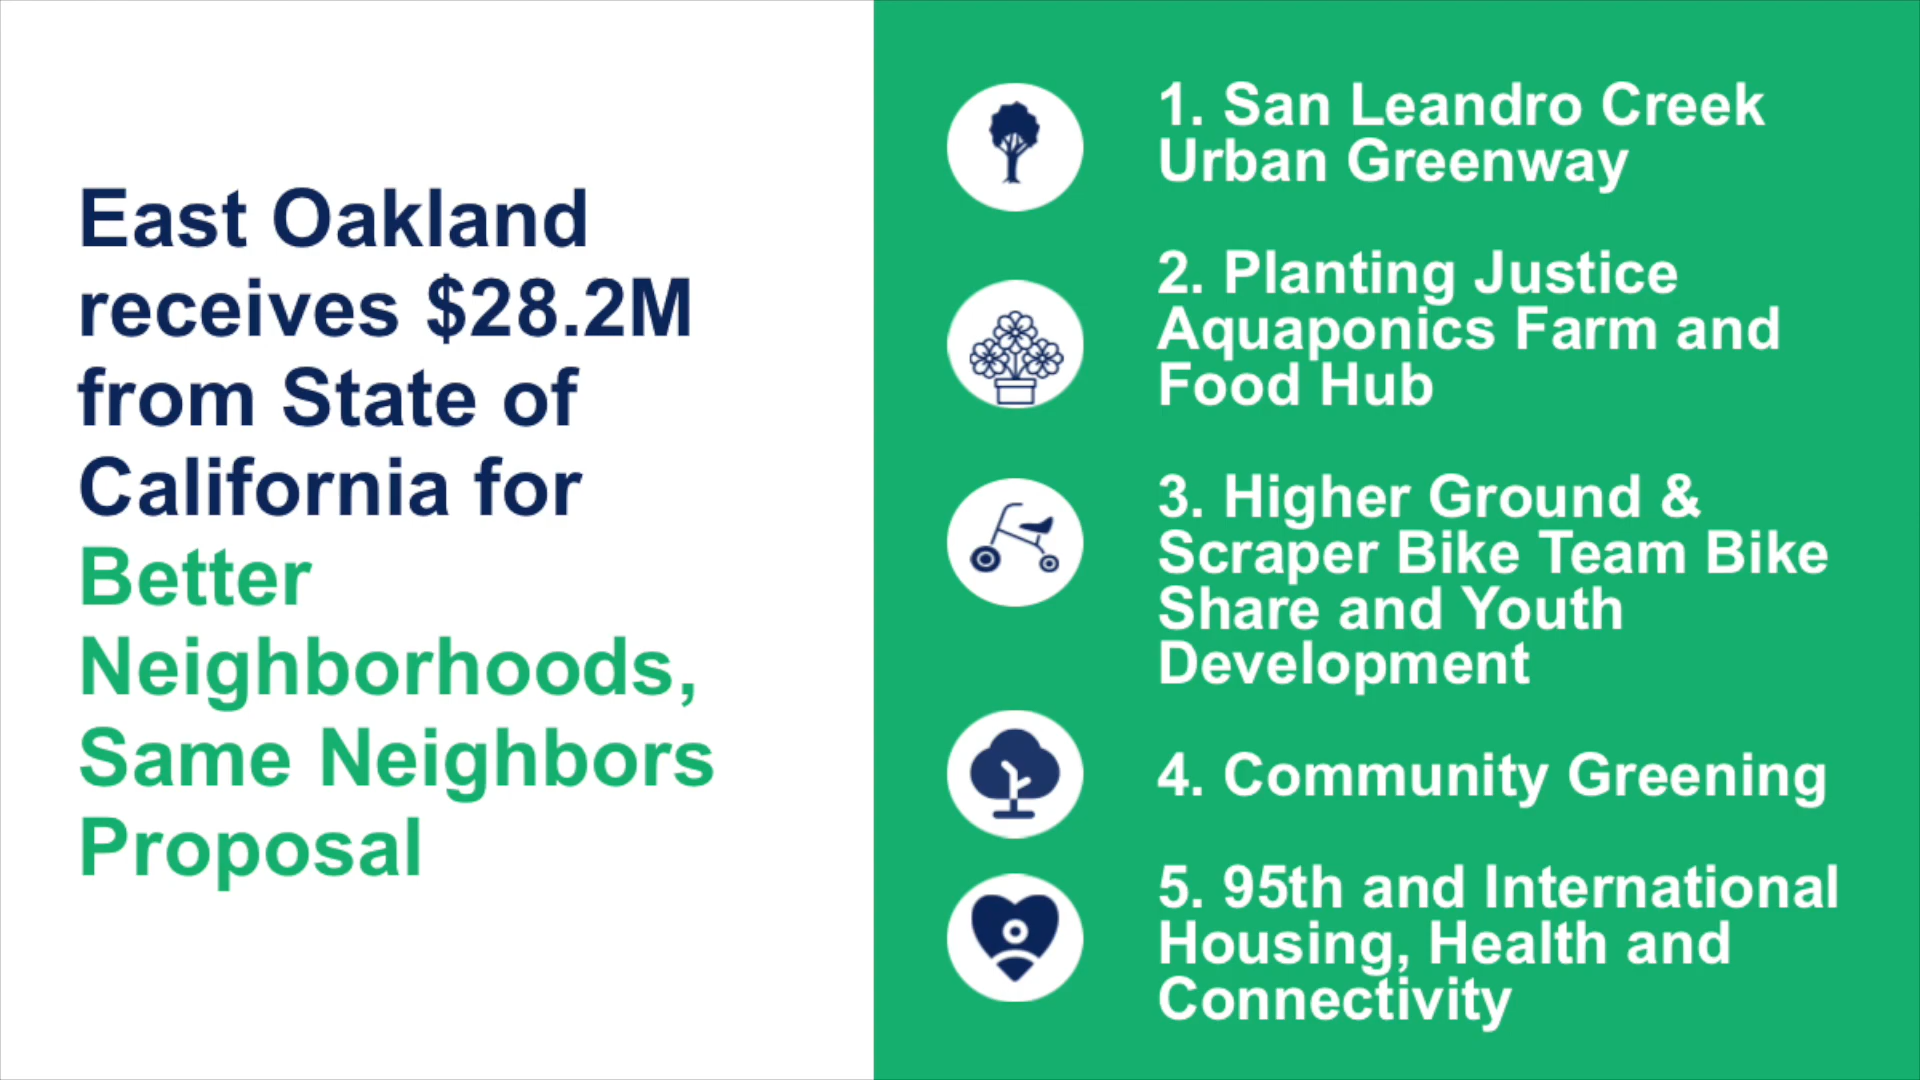 East Oakland
receives $28.2M
from State of
California for
Better
Neighborhoods,
Same Neighbors
Proposal
1. San Leandro Creek
Urban Greenway
2. Planting Justice
Aquaponics Farm and
Food Hub
3. Higher Ground &
Scraper Bike Team Bike
Share and Youth
Development
4. Community Greening
5. 95th and International
Housing, Health and
Connectivity